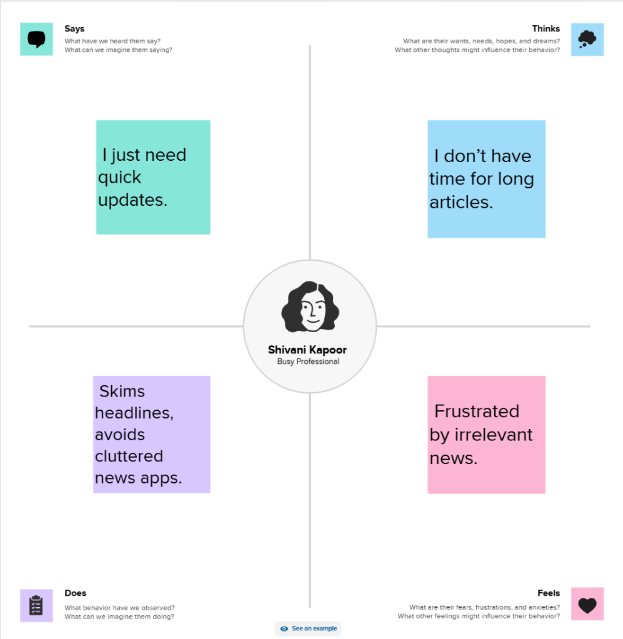 Says
What have we heard them say?
What can we imagine them saying?
Thinks
What are their wants, needs, hopes, and dreams?
What other thoughts might influence their behavior?
I just need
quick
updates.
I don’t have
time for long
articles.
Shivani Kapoor
Busy Professional
Skims
headlines,
avoids
cluttered
news apps.
Frustrated
by irrelevant
news.
Does
What behavior have we observed?
What can we imagine them doing?
Feels
What are their fears, frustrations, and anxieties?
What other feelings might influence their behavior?
See an example